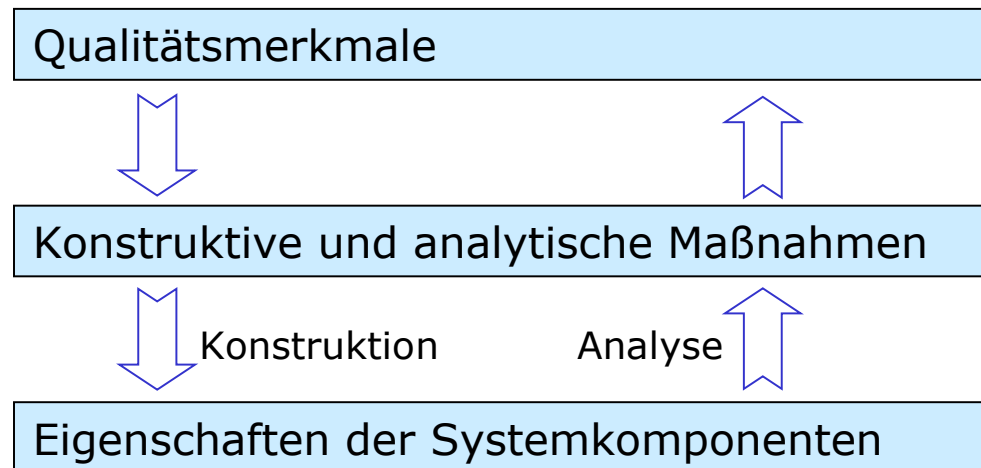 Qualitätsmerkmale
Konstruktive und analytische Maßnahmen
Konstruktion Analyse
Eigenschaften der Systemkomponenten